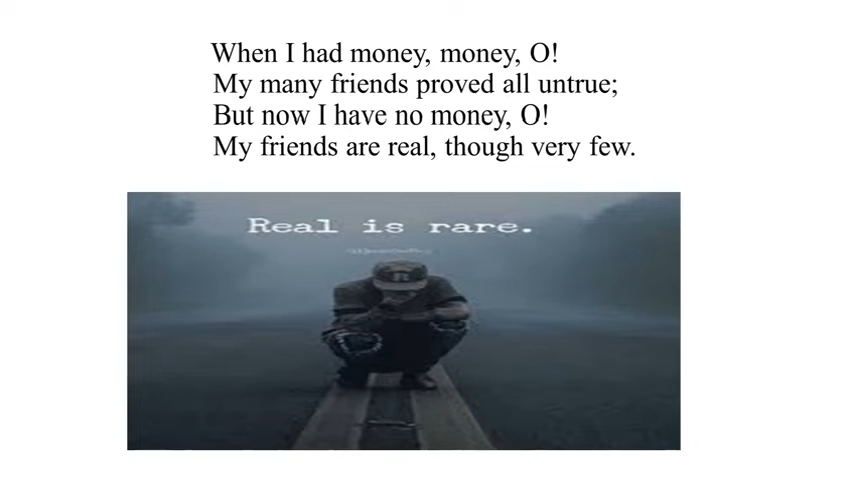 When I had money, money, O!
My many friends proved all untrue;
But now I have no money, O!
My friends are real, though very few.
Real is rare.
R